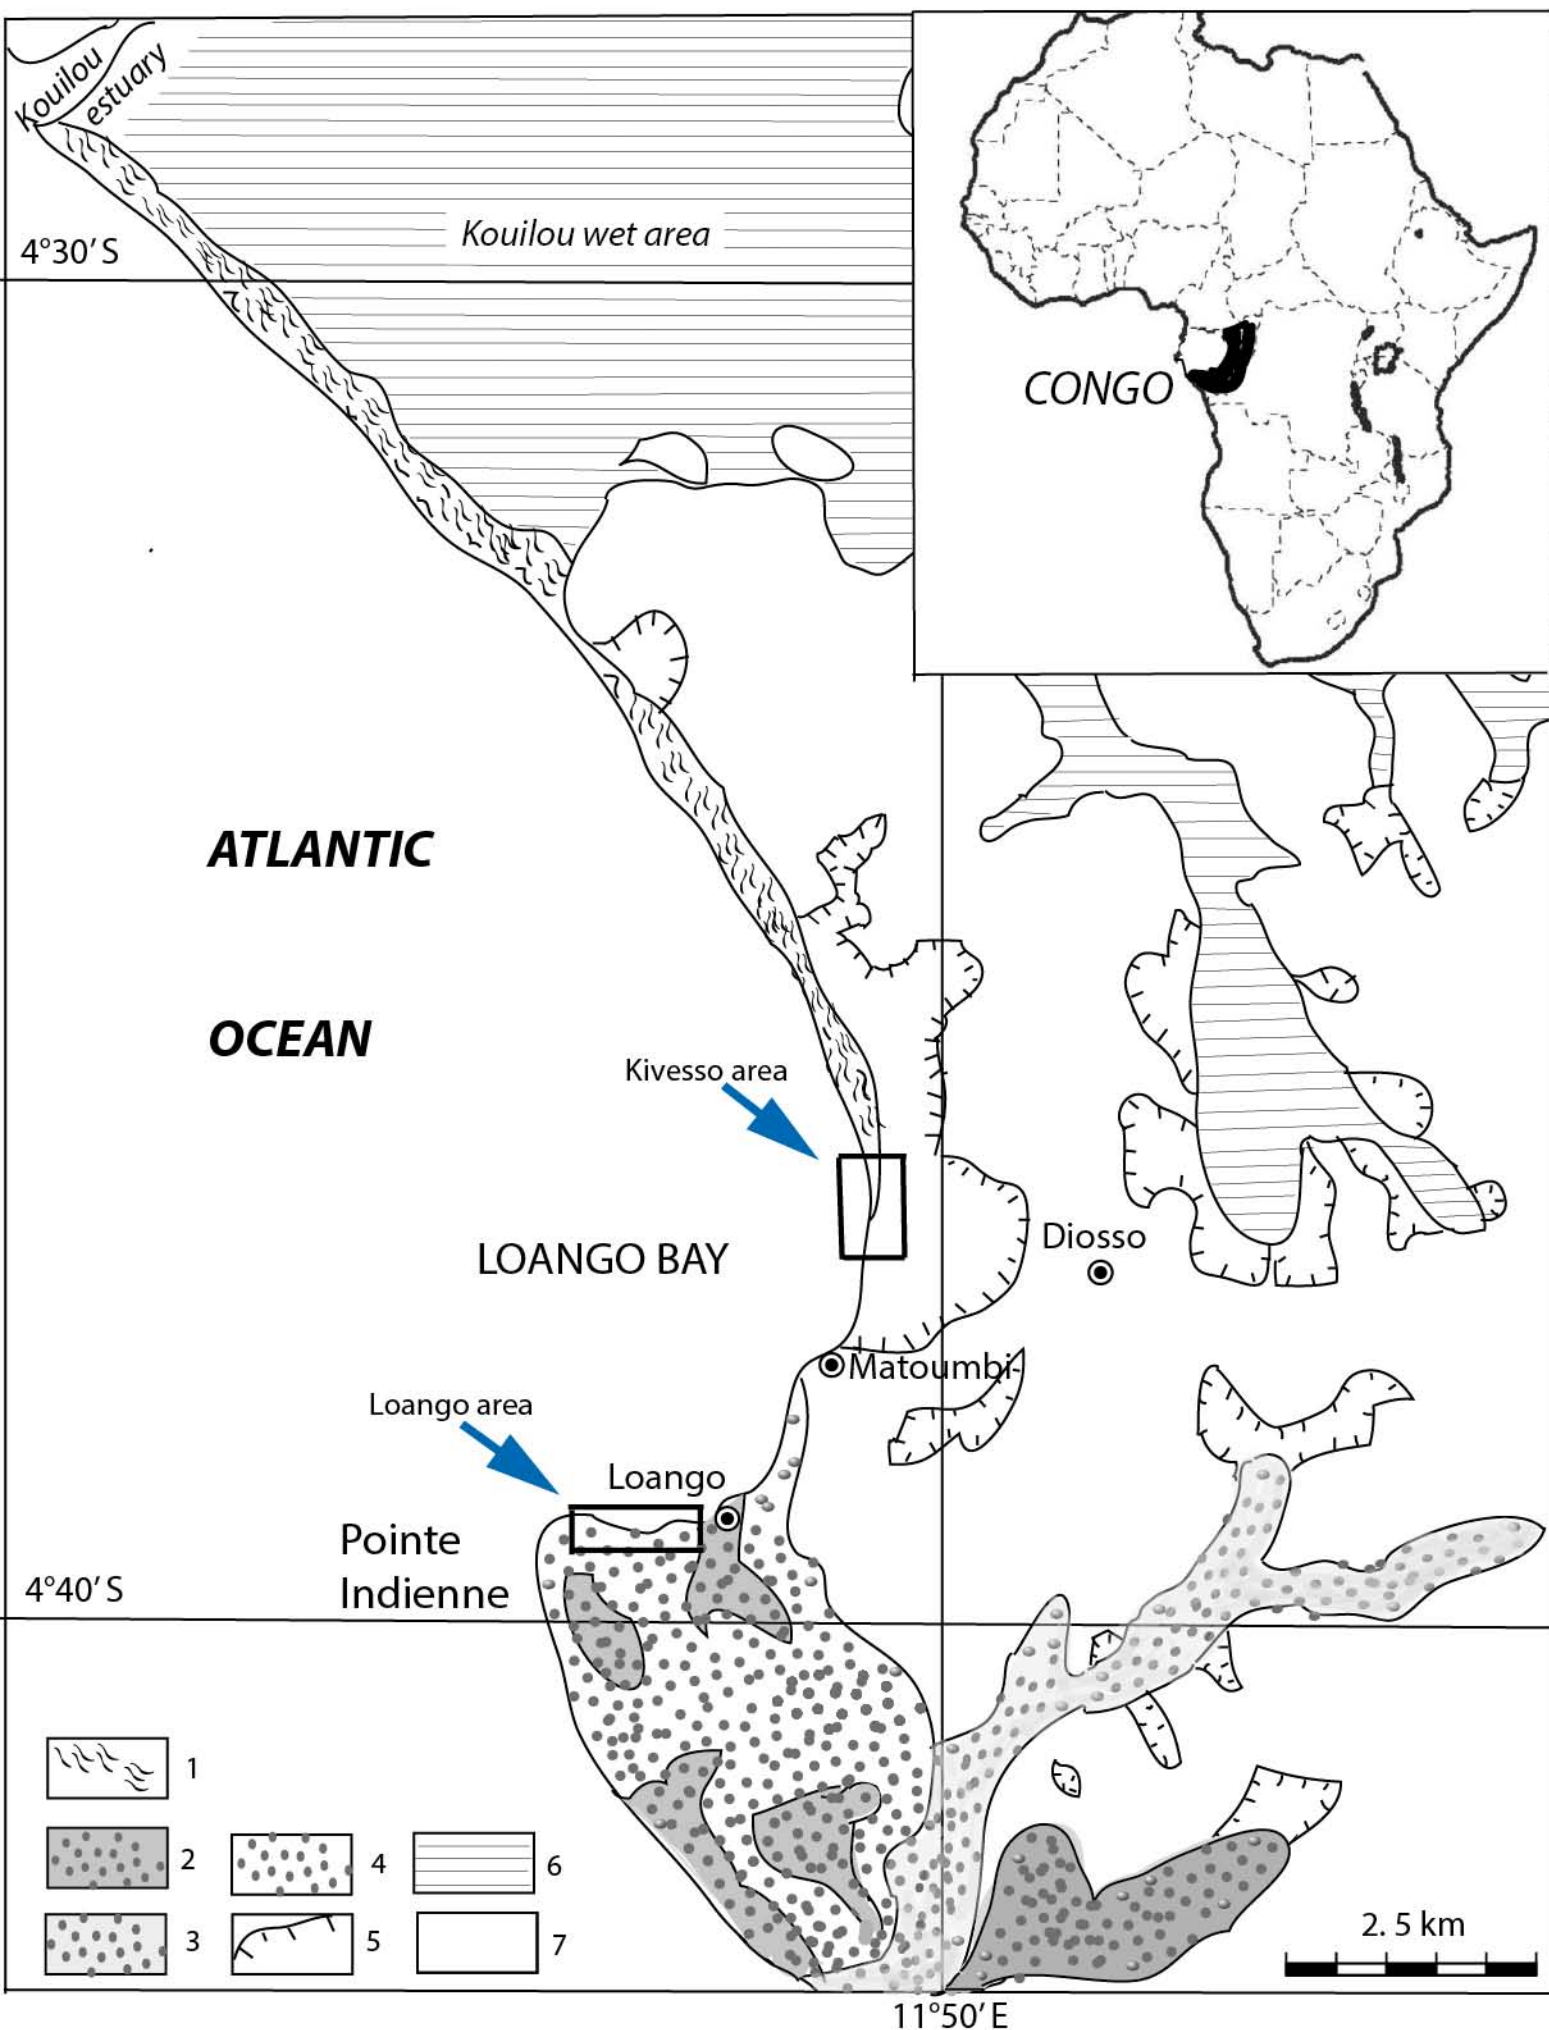 Kouilou
estuary
Kouilou wet area
4°30'S
CONGO
ATLANTIC
OCEAN
Kivesso area
LOANGO BAY
Diosso
Matoumbi
Loango area
Loango
Pointe
Indienne
4°40'S
1
2
4
6
3
5
7
2. 5 km
11°50'E